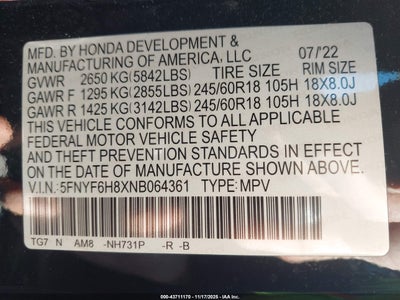 MFD. BY HONDA DEVELOPMENT &
MANUFACTURING OF AMERICA, LLC 07/'22
GVWR 2650 KG(5842LBS) TIRE SIZE RIM SIZE
GAWR F 1295 KG(2855LBS) 245/60R18 105H 18X8.0J
GAWR R 1425 KG(3142LBS) 245/60R18 105H 18X8.0J
THIS VEHICLE CONFORMS TO ALL APPLICABLE
FEDERAL MOTOR VEHICLE SAFETY
AND THEFT PREVENTION STANDARDS IN EFFECT
ON THE DATE OF MANUFACTURE SHOWN ABOVE.
V.I.N.: 5FNYF6H8XNB064361 TYPE: MPV
TG7 N AM8 -NH731P -R -B
000-43711170 - 11/17/2025 - IAA Inc.